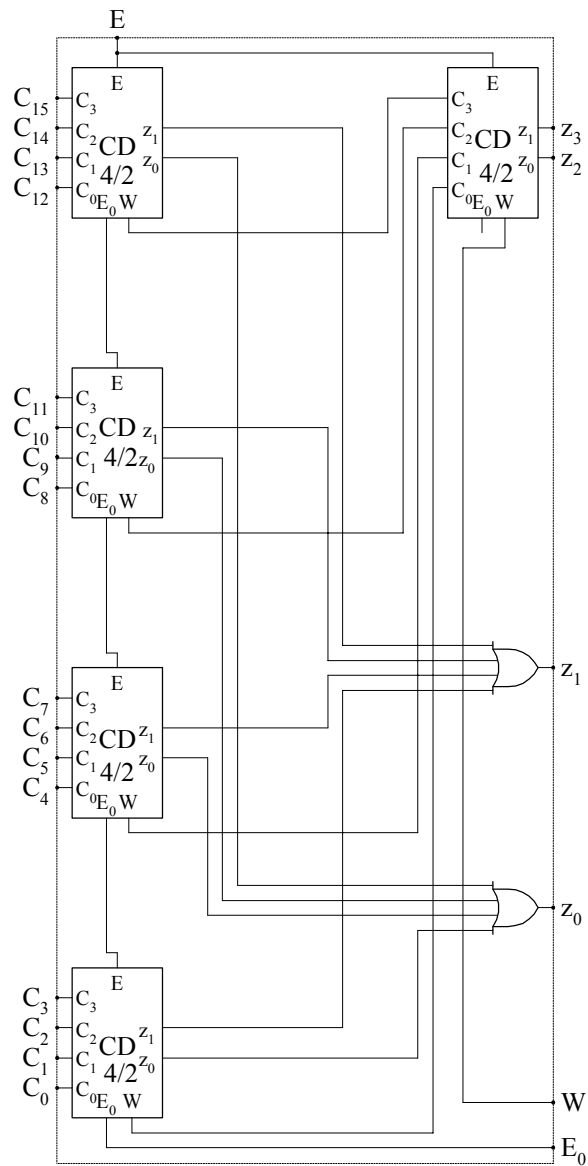 E
E
C₁₅ C₃
C₁₄ C₂ z₁
CD
C₁₃ C₁ z₀
4/2
C₁₂ C₀ E₀ W
E
C₃
C₂ z₁ z₃
CD
C₁ z₀ z₂
4/2
C₀ E₀ W
E
C₁₁ C₃
C₁₀ C₂ CD z₁
C₉ C₁ 4/2 z₀
C₈ C₀ E₀ W
E
C₇ C₃
C₆ C₂ CD z₁
C₅ C₁ z₀
4/2
C₄ C₀ E₀ W
z₁
z₀
E
C₃ C₃
C₂ C₂ z₁
CD
C₁ C₁ z₀
4/2
C₀ C₀ E₀ W
W
E₀